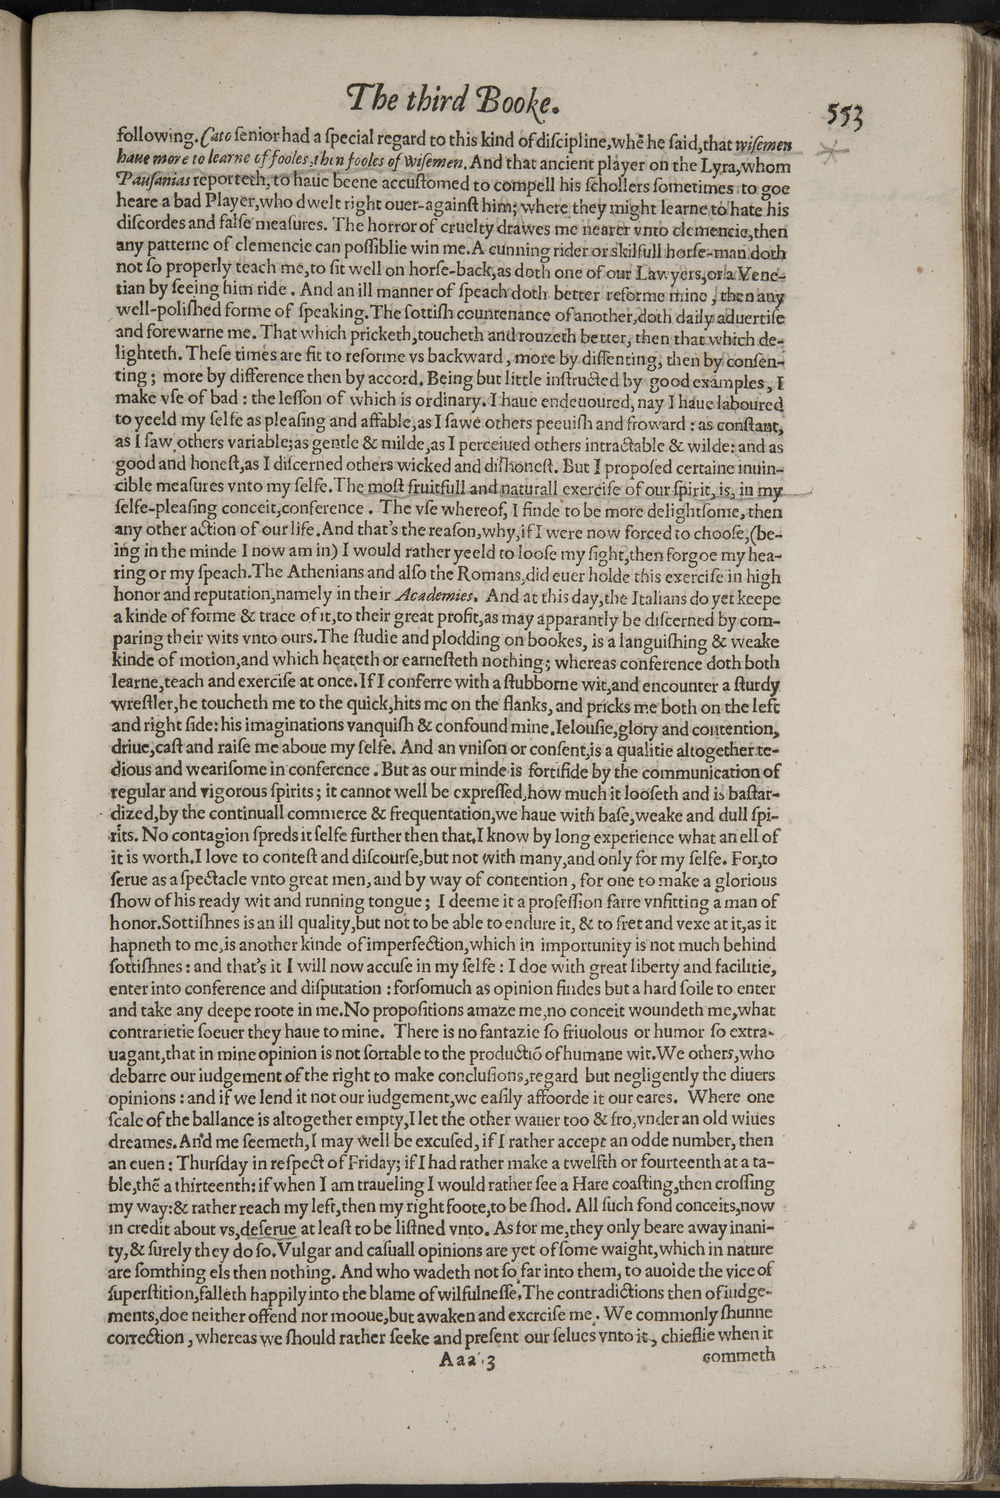 The third Booke.
553
following. Cato senior had a speciall regard to this kind of discipline, whē he said, that wisemen
haue more to learne of fooles, then fooles of wisemen. And that ancient player on the Lyra, whom
Pausanias reporteth, to haue beene accustomed to compell his schollers sometimes to goe
heare a bad Player, who dwelt right ouer-against him; where they might learne to hate his
discordes and false measures. The horror of cruelty drawes me nearer vnto clemencie, then
any patterne of clemencie can possiblie win me. A cunning rider or skilfull horse-man doth
not so properly teach me, to sit well on horse-back, as doth one of our Lawyers, or a Vene-
tian by seeing him ride. And an ill manner of speach doth better reforme mine, then any
well-polished forme of speaking. The sottish countenance of another, doth daily aduertise
and forewarne me. That which pricketh, toucheth and rouzeth better, then that which de-
lighteth. These times are fit to reforme vs backward, more by dissenting, then by consen-
ting; more by difference then by accord. Being but little instructed by good examples, I
make vse of bad: the lesson of which is ordinary. I haue endeuoured, nay I haue laboured
to yeeld my selfe as pleasing and affable, as I sawe others peeuish and froward: as constant,
as I saw others variable; as gentle & milde, as I perceiued others intractable & wilde: and as
good and honest, as I discerned others wicked and dishonest. But I proposed certaine inuin-
cible measures vnto my selfe. The most fruitfull and naturall exercise of our spirit, is, in my
selfe-pleasing conceit, conference. The vse whereof, I finde to be more delightsome, then
any other action of our life. And that's the reason, why, if I were now forced to choose, (be-
ing in the minde I now am in) I would rather yeeld to loose my sight, then forgoe my hea-
ring or my speach. The Athenians and also the Romans, did euer holde this exercise in high
honor and reputation, namely in their Academies. And at this day, the Italians do yet keepe
a kinde of forme & trace of it, to their great profit, as may apparantly be discerned by com-
paring their wits vnto ours. The studie and plodding on bookes, is a languishing & weake
kinde of motion, and which heateth or earnesteth nothing; whereas conference doth both
learne, teach and exercise at once. If I conferre with a stubborne wit, and encounter a sturdy
wrestler, he toucheth me to the quick, hits me on the flanks, and pricks me both on the left
and right side: his imaginations vanquish & confound mine. Ielousie, glory and contention,
driue, cast and raise me aboue my selfe. And an vnison or consent, is a qualitie altogether te-
dious and wearisome in conference. But as our minde is fortifide by the communication of
regular and vigorous spirits; it cannot well be expressed, how much it looseth and is bastar-
dized, by the continuall commerce & frequentation, we haue with base, weake and dull spi-
rits. No contagion spreds it selfe further then that. I know by long experience what an ell of
it is worth. I love to contest and discourse, but not with many, and only for my selfe. For, to
serue as a spectacle vnto great men, and by way of contention, for one to make a glorious
show of his ready wit and running tongue; I deeme it a profession farre vnfitting a man of
honor. Sottishnes is an ill quality, but not to be able to endure it, & to fret and vexe at it, as it
hapneth to me, is another kinde of imperfection, which in importunity is not much behind
sottishnes: and that's it I will now accuse in my selfe: I doe with great liberty and facilitie,
enter into conference and disputation: forsomuch as opinion findes but a hard soile to enter
and take any deepe roote in me. No propositions amaze me, no conceit woundeth me, what
contrarietie soeuer they haue to mine. There is no fantazie so friuolous or humor so extra-
uagant, that in mine opinion is not sortable to the productiō of humane wit. We others, who
debarre our iudgement of the right to make conclusions, regard but negligently the diuers
opinions: and if we lend it not our iudgement, we easily affoorde it our eares. Where one
scale of the ballance is altogether empty, I let the other wauer too & fro, vnder an old wiues
dreames. And me seemeth, I may well be excused, if I rather accept an odde number, then
an euen: Thursday in respect of Friday; if I had rather make a twelfth or fourteenth at a ta-
ble, thē a thirteenth: if when I am traueling I would rather see a Hare coasting, then crossing
my way: & rather reach my left, then my right foote, to be shod. All such fond conceits, now
in credit about vs, deserue at least to be listned vnto. As for me, they only beare away inani-
ty, & surely they do so. Vulgar and casuall opinions are yet of some waight, which in nature
are somthing els then nothing. And who wadeth not so far into them, to auoide the vice of
superstition, falleth happily into the blame of wilfulnesse. The contradictions then of iudge-
ments, doe neither offend nor mooue, but awaken and exercise me. We commonly shunne
correction, whereas we should rather seeke and present our selues vnto it, chieflie when it
Aaa 3
commeth